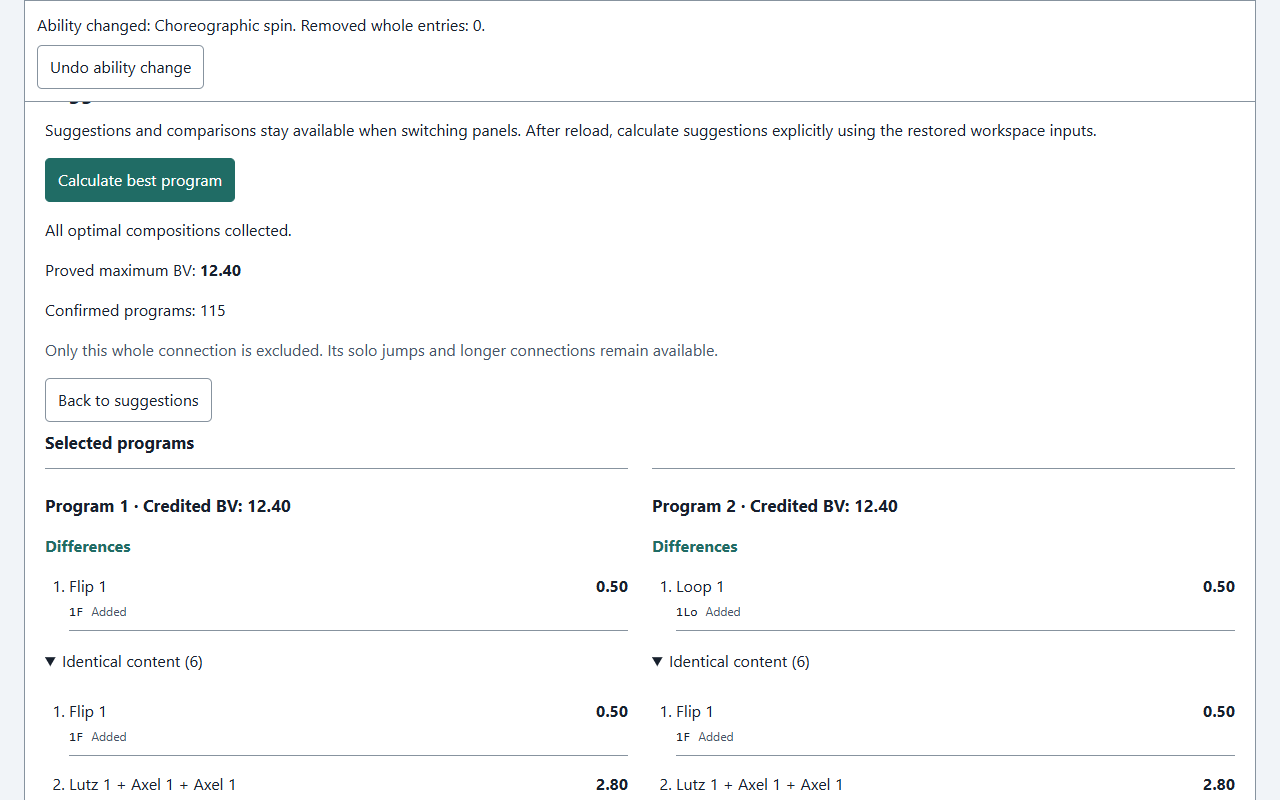 Ability changed: Choreographic spin. Removed whole entries: 0.
Undo ability change
Suggestions and comparisons stay available when switching panels. After reload, calculate suggestions explicitly using the restored workspace inputs.
Calculate best program
All optimal compositions collected.
Proved maximum BV: 12.40
Confirmed programs: 115
Only this whole connection is excluded. Its solo jumps and longer connections remain available.
Back to suggestions
Selected programs
Program 1 · Credited BV: 12.40
Differences
1. Flip 1 0.50
1F Added
▼ Identical content (6)
1. Flip 1 0.50
1F Added
2. Lutz 1 + Axel 1 + Axel 1 2.80
Program 2 · Credited BV: 12.40
Differences
1. Loop 1 0.50
1Lo Added
▼ Identical content (6)
1. Flip 1 0.50
1F Added
2. Lutz 1 + Axel 1 + Axel 1 2.80